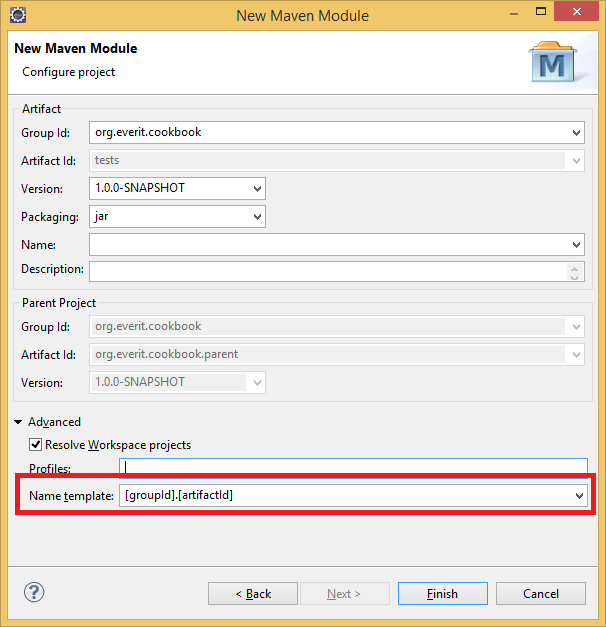 New Maven Module
New Maven Module
Configure project
M
Artifact
Group Id: org.everit.cookbook
Artifact Id: tests
Version: 1.0.0-SNAPSHOT
Packaging: jar
Name:
Description:
Parent Project
Group Id: org.everit.cookbook
Artifact Id: org.everit.cookbook.parent
Version: 1.0.0-SNAPSHOT
Advanced
Resolve Workspace projects
Profiles:
Name template: [groupId].[artifactId]
? < Back Next > Finish Cancel